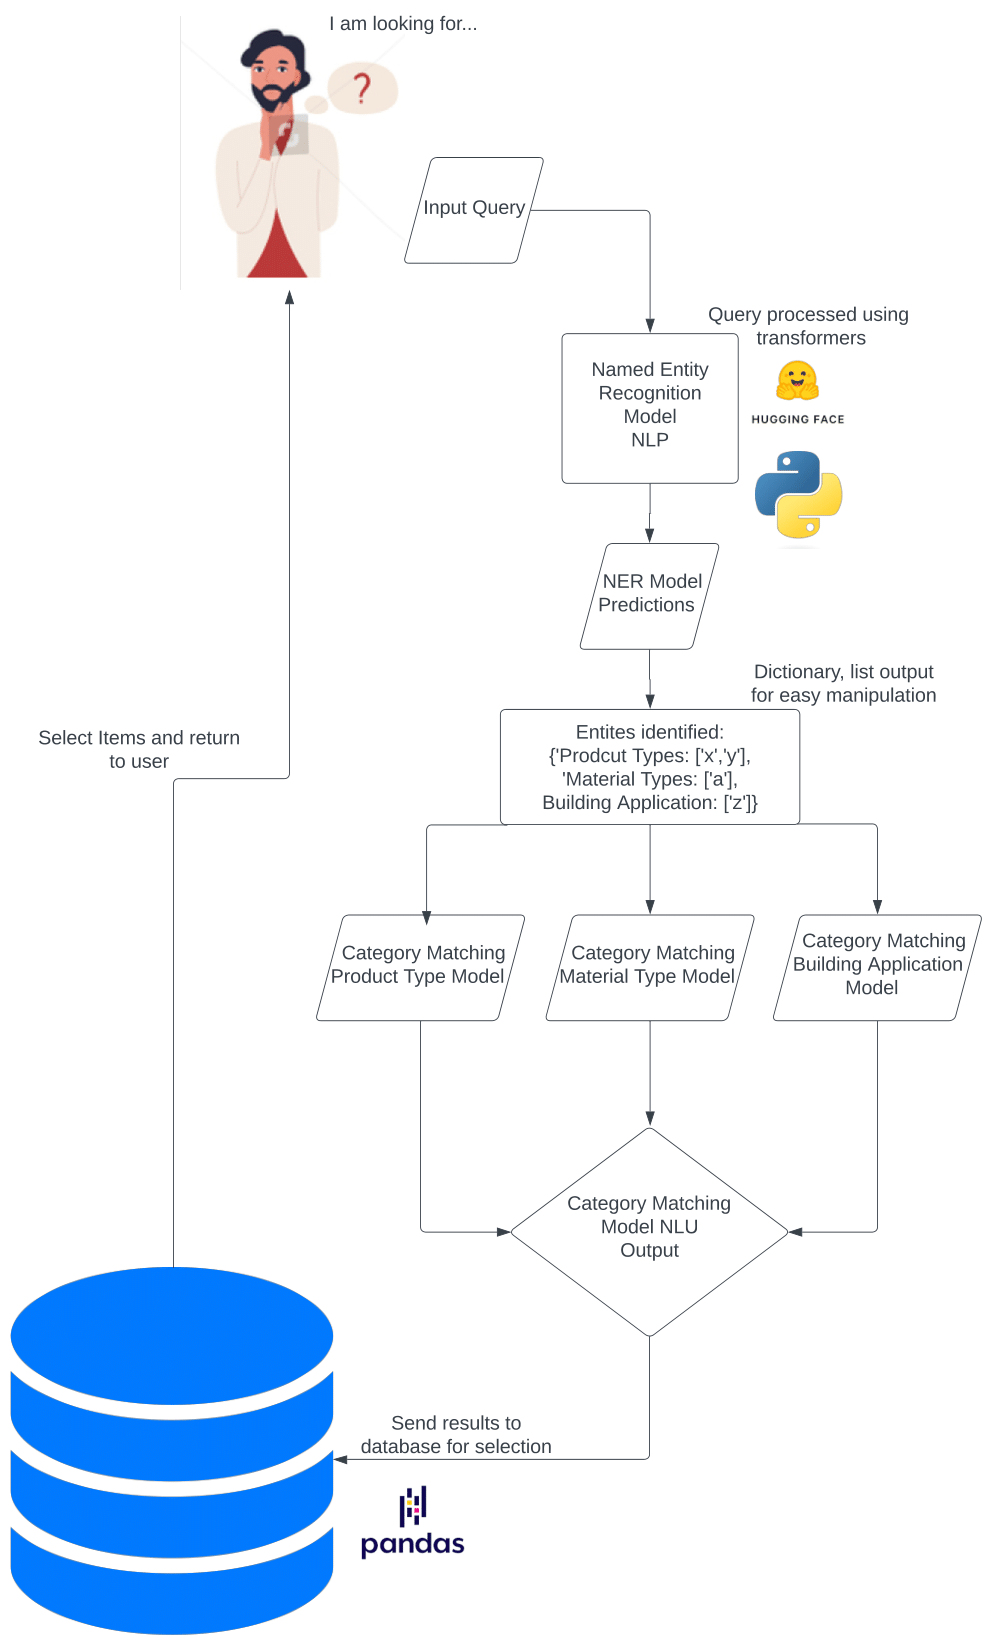 I am looking for...
?
Input Query
Query processed using
transformers
HUGGING FACE
Named Entity
Recognition
Model
NLP
NER Model
Predictions
Dictionary, list output
for easy manipulation
Entites identified:
{'Prodcut Types: ['x','y'],
'Material Types: ['a'],
Building Application: ['z']}
Select Items and return
to user
Category Matching
Product Type Model
Category Matching
Material Type Model
Category Matching
Building Application
Model
Category Matching
Model NLU
Output
Send results to
database for selection
pandas